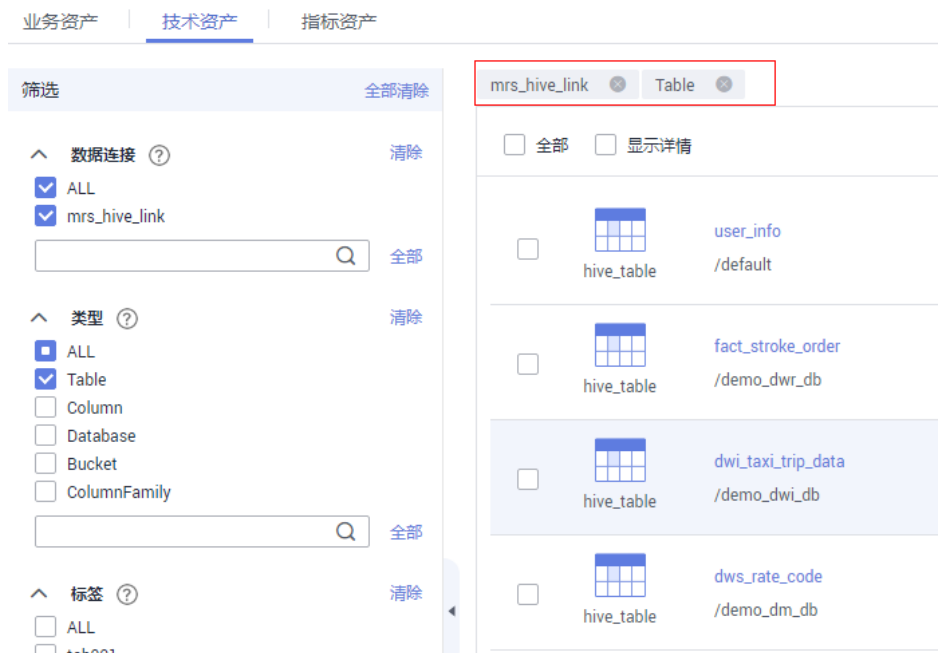 业务资产 技术资产 指标资产
筛选 全部清除
数据连接 ? 清除
ALL
mrs_hive_link
全部
类型 ? 清除
ALL
Table
Column
Database
Bucket
ColumnFamily
全部
标签 ? 清除
ALL
mrs_hive_link Table
全部 显示详情
hive_table
user_info
/default
hive_table
fact_stroke_order
/demo_dwr_db
hive_table
dwi_taxi_trip_data
/demo_dwi_db
hive_table
dws_rate_code
/demo_dm_db